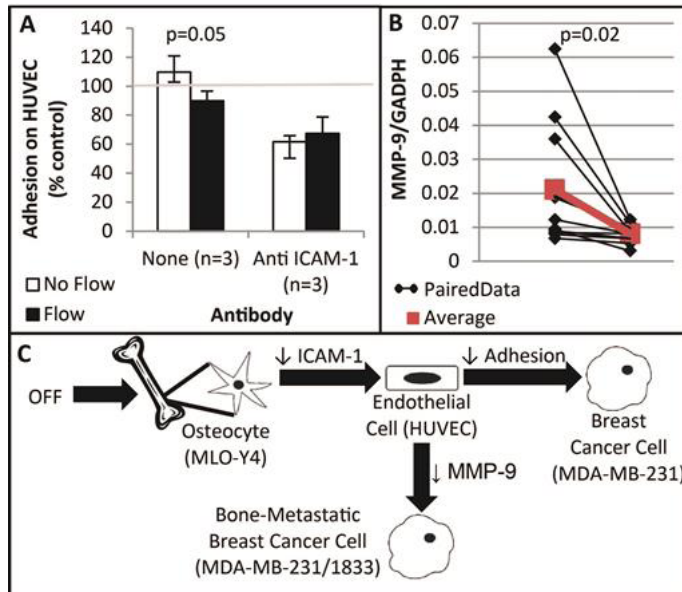 A
p=0.05
140
120
100
80
60
40
20
0
Adhesion on HUVEC
(% control)
None (n=3)
Anti ICAM-1
(n=3)
No Flow
Flow
Antibody
B
p=0.02
0.07
0.06
0.05
0.04
0.03
0.02
0.01
0
MMP-9/GADPH
PairedData
Average
C
OFF
Osteocyte
(MLO-Y4)
↓ ICAM-1
Endothelial
Cell (HUVEC)
↓ Adhesion
Breast
Cancer Cell
(MDA-MB-231)
↓ MMP-9
Bone-Metastatic
Breast Cancer Cell
(MDA-MB-231/1833)